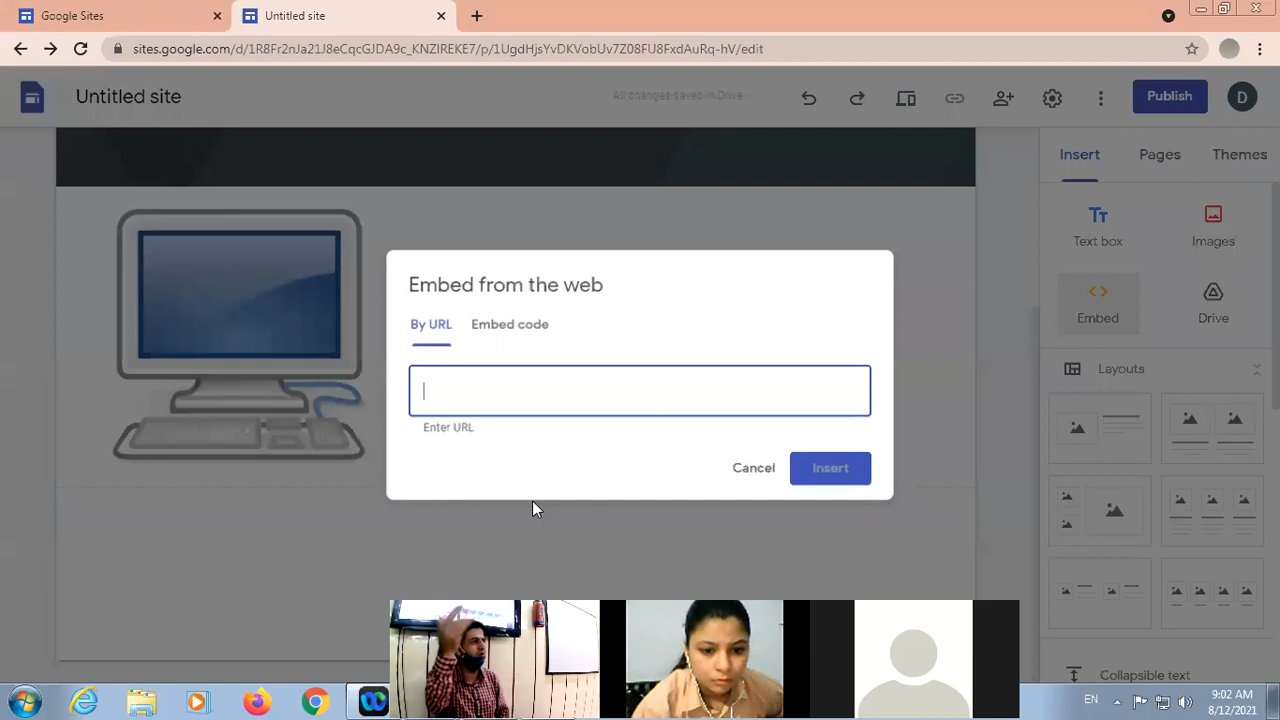 Google Sites
Untitled site
sites.google.com/d/1R8Fr2nJa21J8eCqcGJDA9c_KNZIREKE7/p/1UgdHjsYvDKVobUv7Z08FU8FxdAuRq-hV/edit
Untitled site
All changes saved in Drive
Publish
D
Insert
Pages
Themes
Text box
Images
Embed from the web
By URL
Embed code
Enter URL
Cancel
Insert
Embed
Drive
Layouts
Collapsible text
EN
9:02 AM
8/12/2021